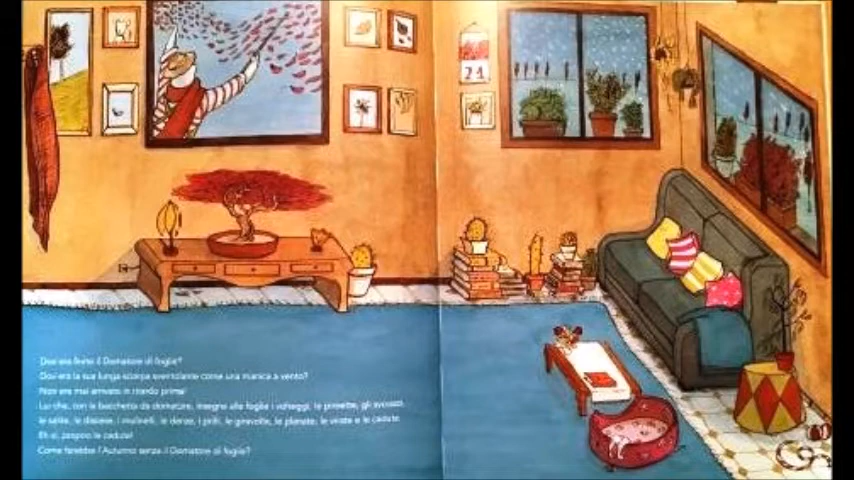 21
Dov'era finito il Domatore di foglie?
Dov'era la sua lunga sciarpa sventolante come una manica a vento?
Non era mai arrivato in ritardo prima!
Lui che, con la bacchetta da domatore, insegna alle foglie i volteggi, le piroette, gli avvitati,
le salite, le discese, i mulinelli, le danze, i prilli, le giravolte, le planate, le virate e le cadute.
Eh sì, proprio le cadute!
Come farebbe l'Autunno senza il Domatore di foglie?